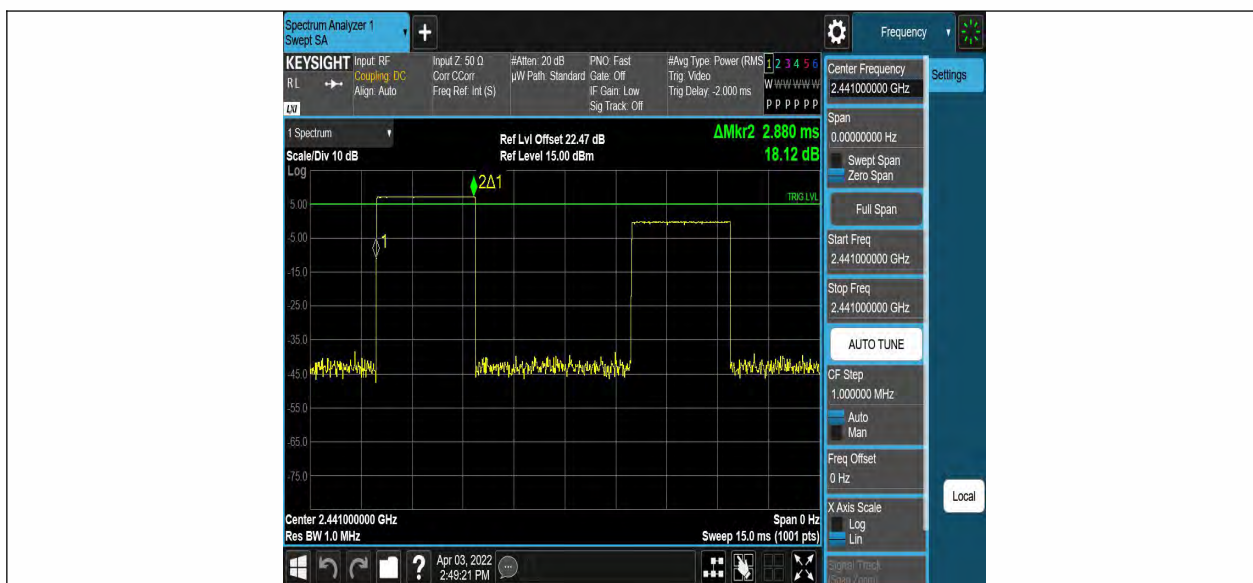 Spectrum Analyzer 1
Swept SA
+
Frequency
KEYSIGHT
RL
LXI
Input: RF
Coupling: DC
Align: Auto
Input Z: 50 Ω
Corr CCorr
Freq Ref: Int (S)
#Atten: 20 dB
µW Path: Standard
PNO: Fast
Gate: Off
IF Gain: Low
Sig Track: Off
#Avg Type: Power (RMS
Trig: Video
Trig Delay: -2.000 ms
1 2 3 4 5 6
W W W W W W
P P P P P P
1 Spectrum
Scale/Div 10 dB
Log
Ref Lvl Offset 22.47 dB
Ref Level 15.00 dBm
ΔMkr2 2.880 ms
18.12 dB
2Δ1
1
TRIG LVL
5.00
-5.00
-15.0
-25.0
-35.0
-45.0
-55.0
-65.0
-75.0
Center 2.441000000 GHz
Res BW 1.0 MHz
Span 0 Hz
Sweep 15.0 ms (1001 pts)
?
Apr 03, 2022
2:49:21 PM
Center Frequency
2.441000000 GHz
Span
0.00000000 Hz
Swept Span
Zero Span
Full Span
Start Freq
2.441000000 GHz
Stop Freq
2.441000000 GHz
AUTO TUNE
CF Step
1.000000 MHz
Auto
Man
Freq Offset
0 Hz
X Axis Scale
Log
Lin
Signal Track
(Span Zoom)
Settings
Local